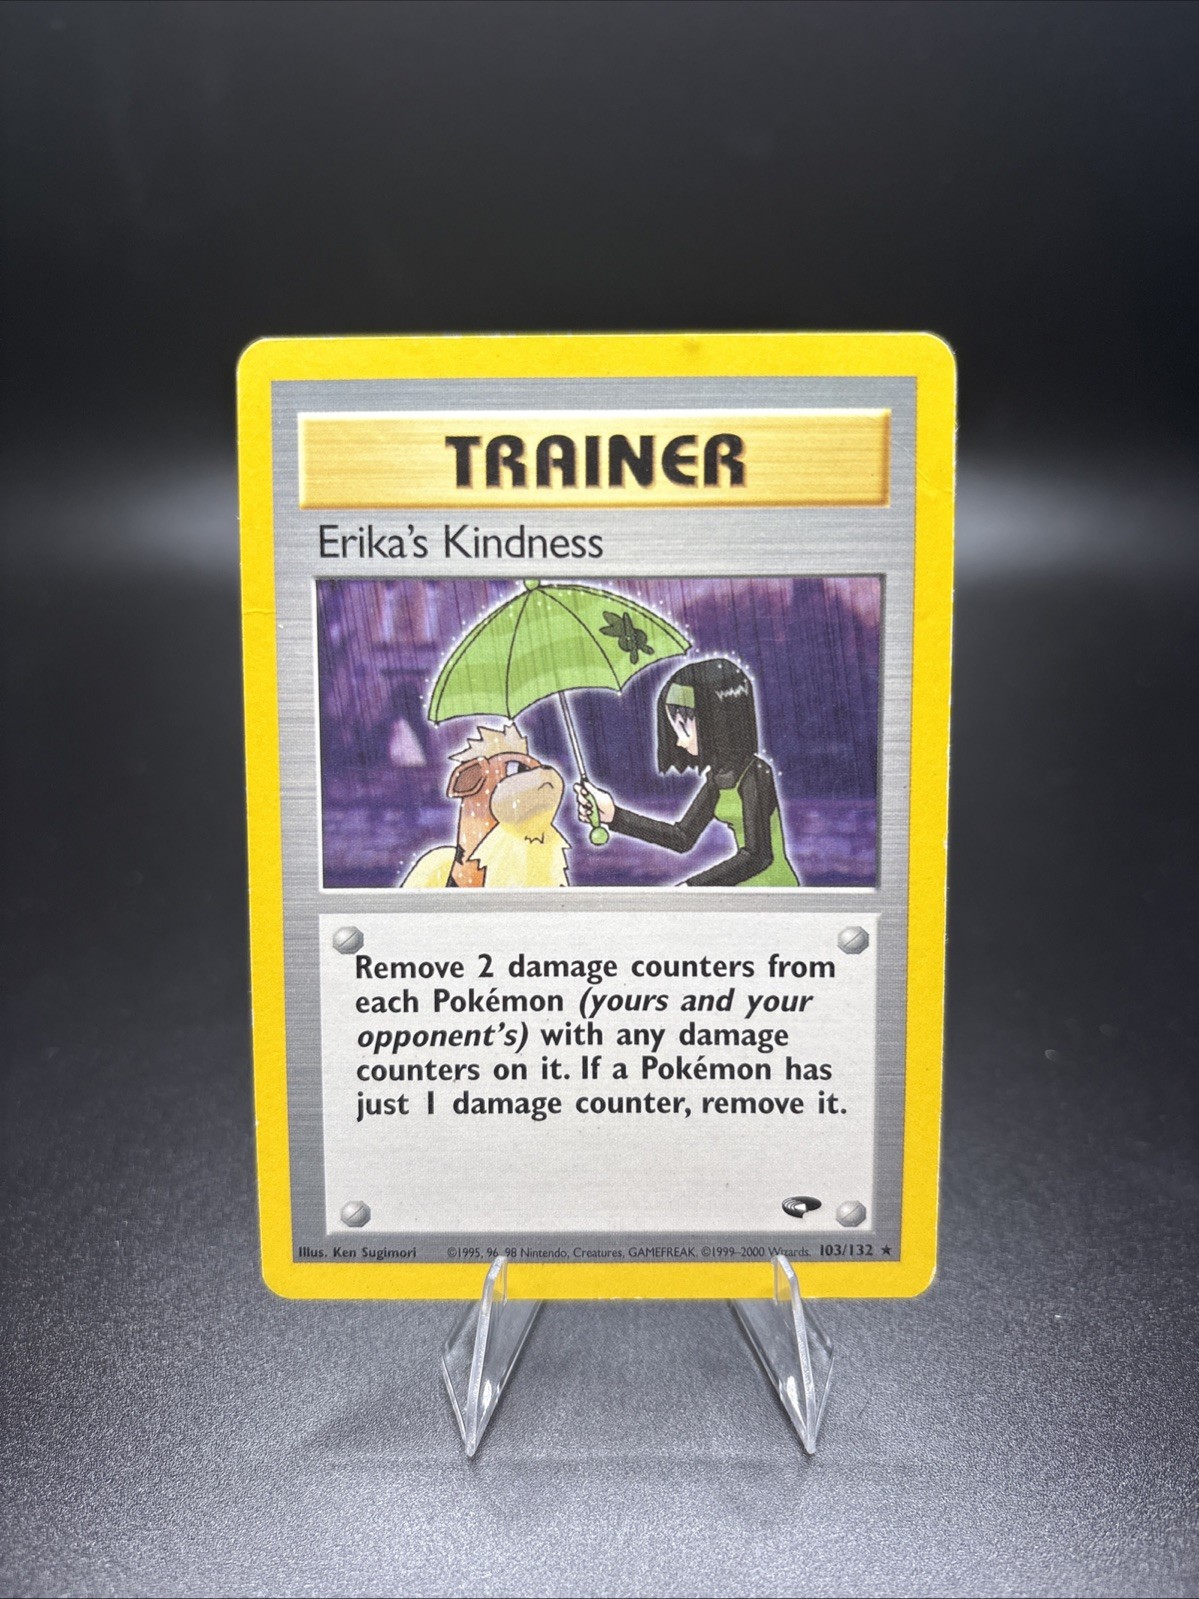 TRAINER
Erika's Kindness
Remove 2 damage counters from
each Pokémon (yours and your
opponent's) with any damage
counters on it. If a Pokémon has
just 1 damage counter, remove it.
Illus. Ken Sugimori ©1995, 96, 98 Nintendo, Creatures, GAMEFREAK. ©1999–2000 Wizards. 103/132 ★